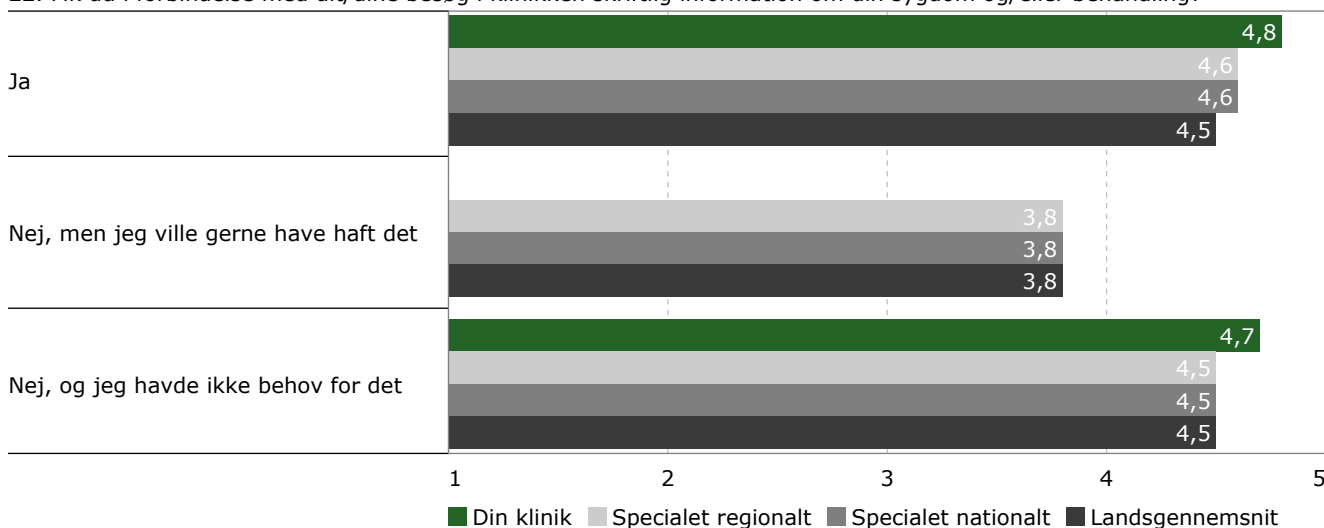 Ja
4,8
4,6
4,6
4,5
Nej, men jeg ville gerne have haft det
3,8
3,8
3,8
Nej, og jeg havde ikke behov for det
4,7
4,5
4,5
4,5
1 2 3 4 5
Din klinik Specialet regionalt Specialet nationalt Landsgennemsnit